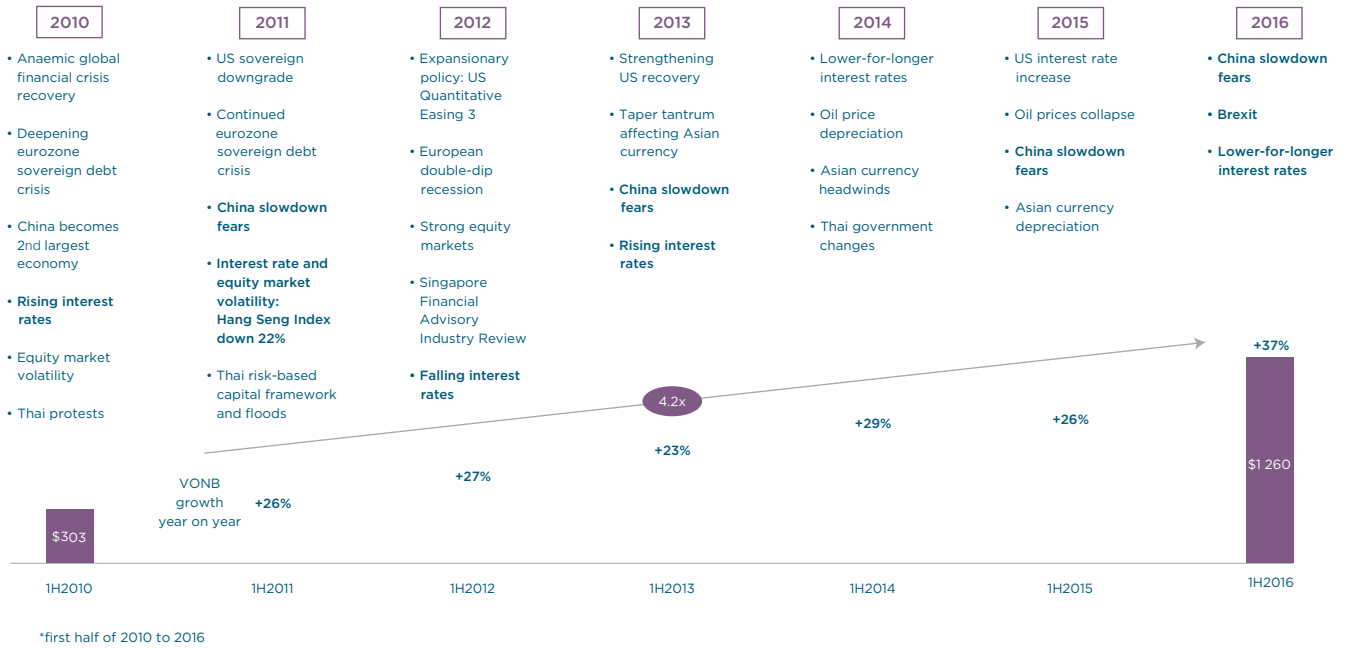 2010
• Anaemic global
financial crisis
recovery
• Deepening
eurozone
sovereign debt
crisis
• China becomes
2nd largest
economy
• Rising interest
rates
• Equity market
volatility
• Thai protests
2011
• US sovereign
downgrade
• Continued
eurozone
sovereign debt
crisis
• China slowdown
fears
• Interest rate and
equity market
volatility:
Hang Seng Index
down 22%
• Thai risk-based
capital framework
and floods
2012
• Expansionary
policy: US
Quantitative
Easing 3
• European
double-dip
recession
• Strong equity
markets
• Singapore
Financial
Advisory
Industry Review
• Falling interest
rates
2013
• Strengthening
US recovery
• Taper tantrum
affecting Asian
currency
• China slowdown
fears
• Rising interest
rates
2014
• Lower-for-longer
interest rates
• Oil price
depreciation
• Asian currency
headwinds
• Thai government
changes
2015
• US interest rate
increase
• Oil prices collapse
• China slowdown
fears
• Asian currency
depreciation
2016
• China slowdown
fears
• Brexit
• Lower-for-longer
interest rates
4.2x
VONB
growth
year on year
+26%
+27%
+23%
+29%
+26%
+37%
$303
$1 260
1H2010
1H2011
1H2012
1H2013
1H2014
1H2015
1H2016
*first half of 2010 to 2016